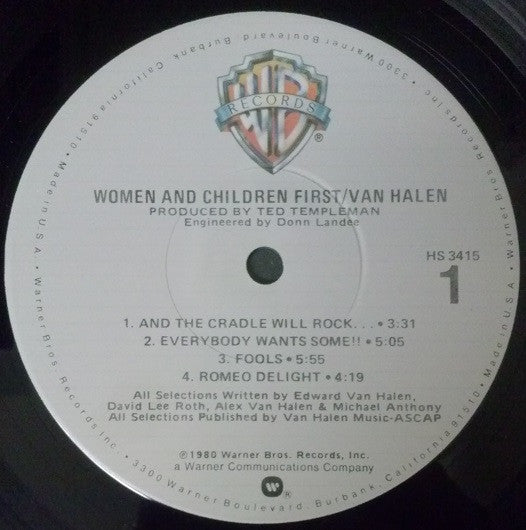 WB
RECORDS
®
WOMEN AND CHILDREN FIRST/VAN HALEN
PRODUCED BY TED TEMPLEMAN
Engineered by Donn Landee
HS 3415
1
1. AND THE CRADLE WILL ROCK. . . • 3:31
2. EVERYBODY WANTS SOME!! • 5:05
3. FOOLS • 5:55
4. ROMEO DELIGHT • 4:19
All Selections Written by Edward Van Halen,
David Lee Roth, Alex Van Halen & Michael Anthony
All Selections Published by Van Halen Music-ASCAP
℗1980 Warner Bros. Records, Inc.
a Warner Communications Company
W®
Warner Bros. Records Inc. • 3300 Warner Boulevard, Burbank, California 91510 • Made in U.S.A. • Warner Bros. Records Inc. • 3300 Warner Boulevard, Burbank, California 91510 • Made in U.S.A. •